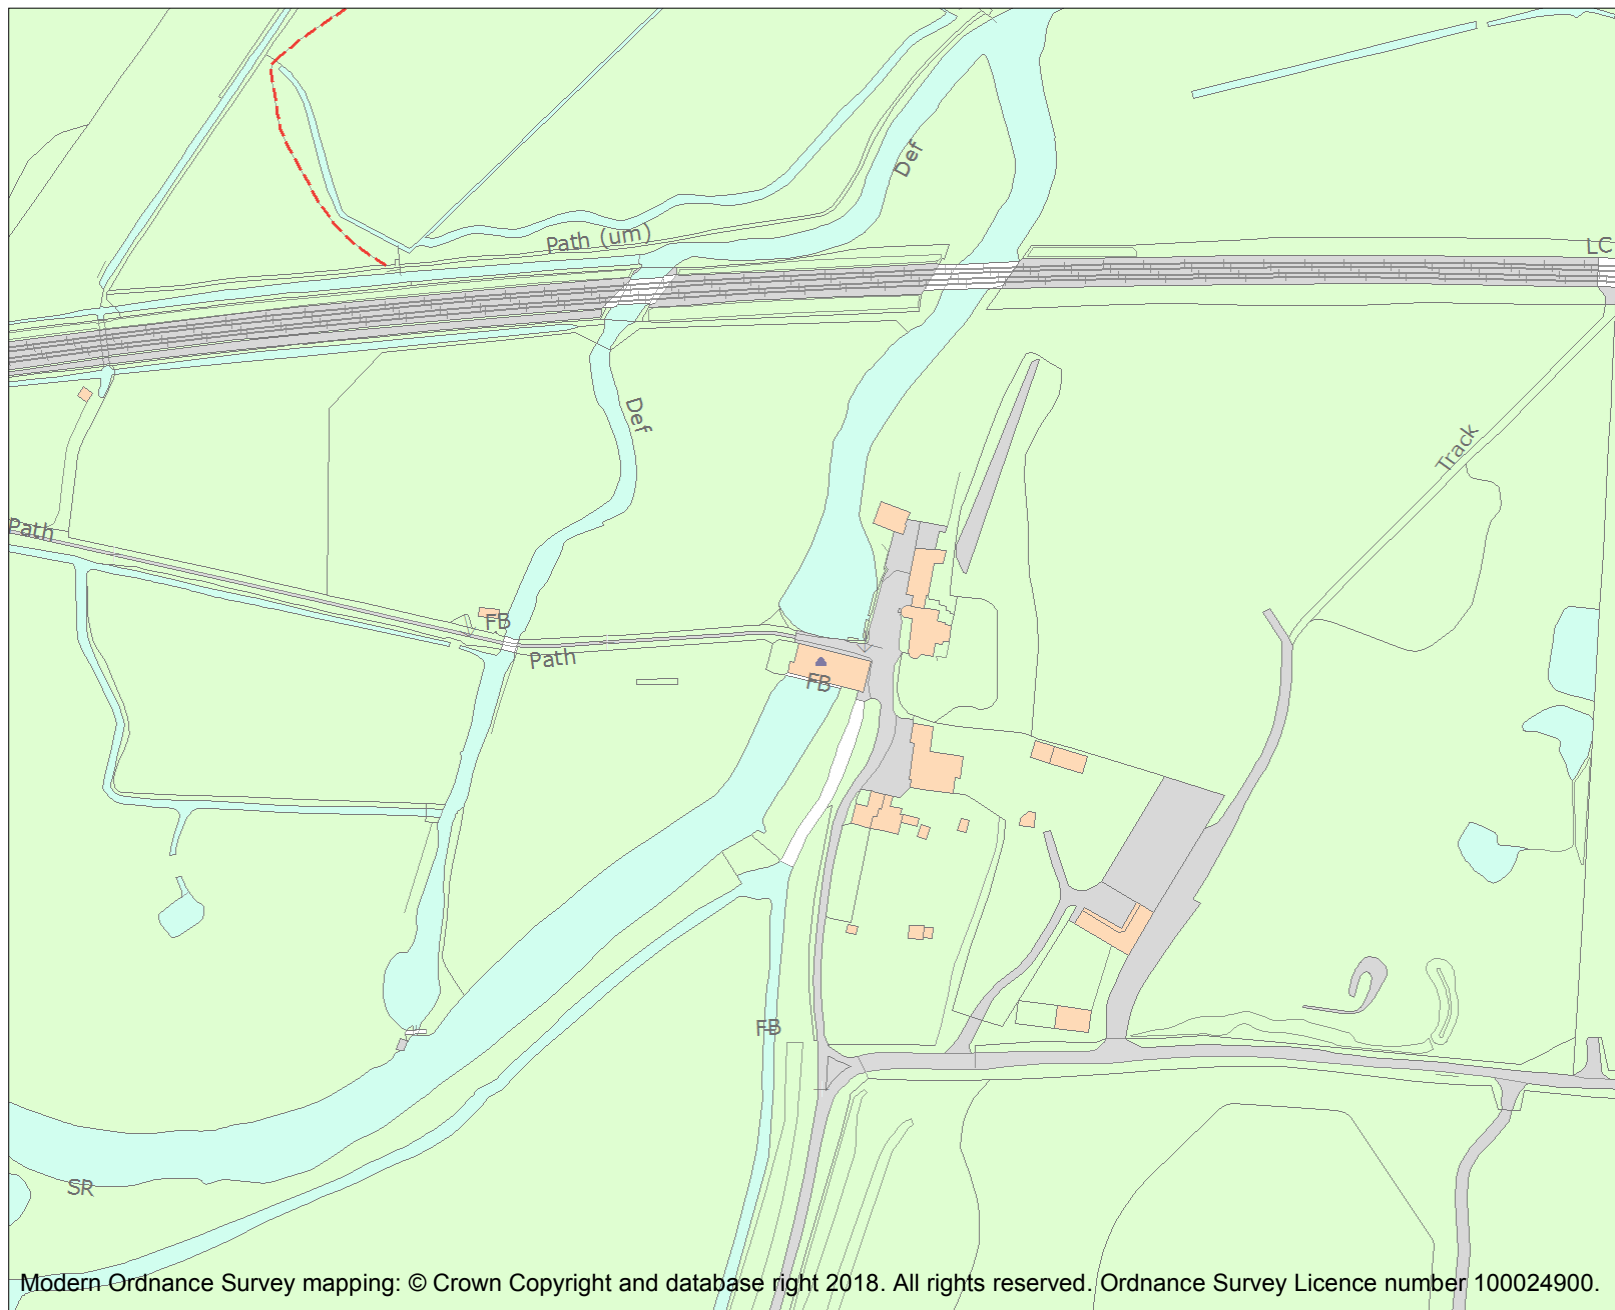 Def
Path (um)
LC
Def
Track
Path
FB
Path
FB
FB
SR
Modern Ordnance Survey mapping: © Crown Copyright and database right 2018. All rights reserved. Ordnance Survey Licence number 100024900.